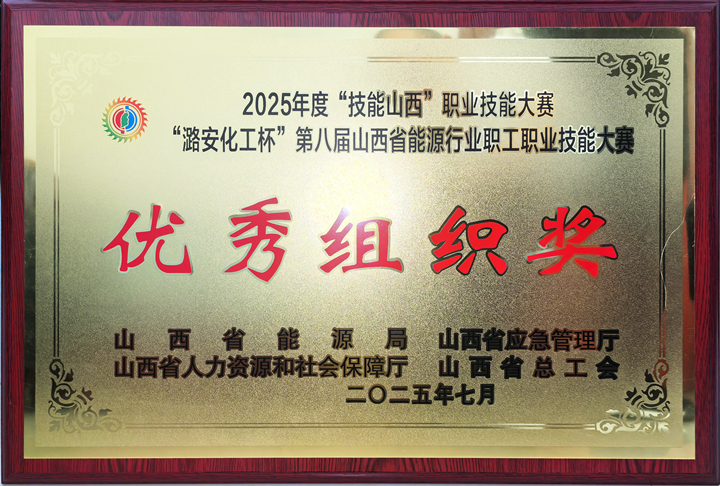 2025年度“技能山西”职业技能大赛
“潞安化工杯”第八届山西省能源行业职工职业技能大赛
优秀组织奖
山西省能源局 山西省应急管理厅
山西省人力资源和社会保障厅 山西省总工会
二〇二五年七月